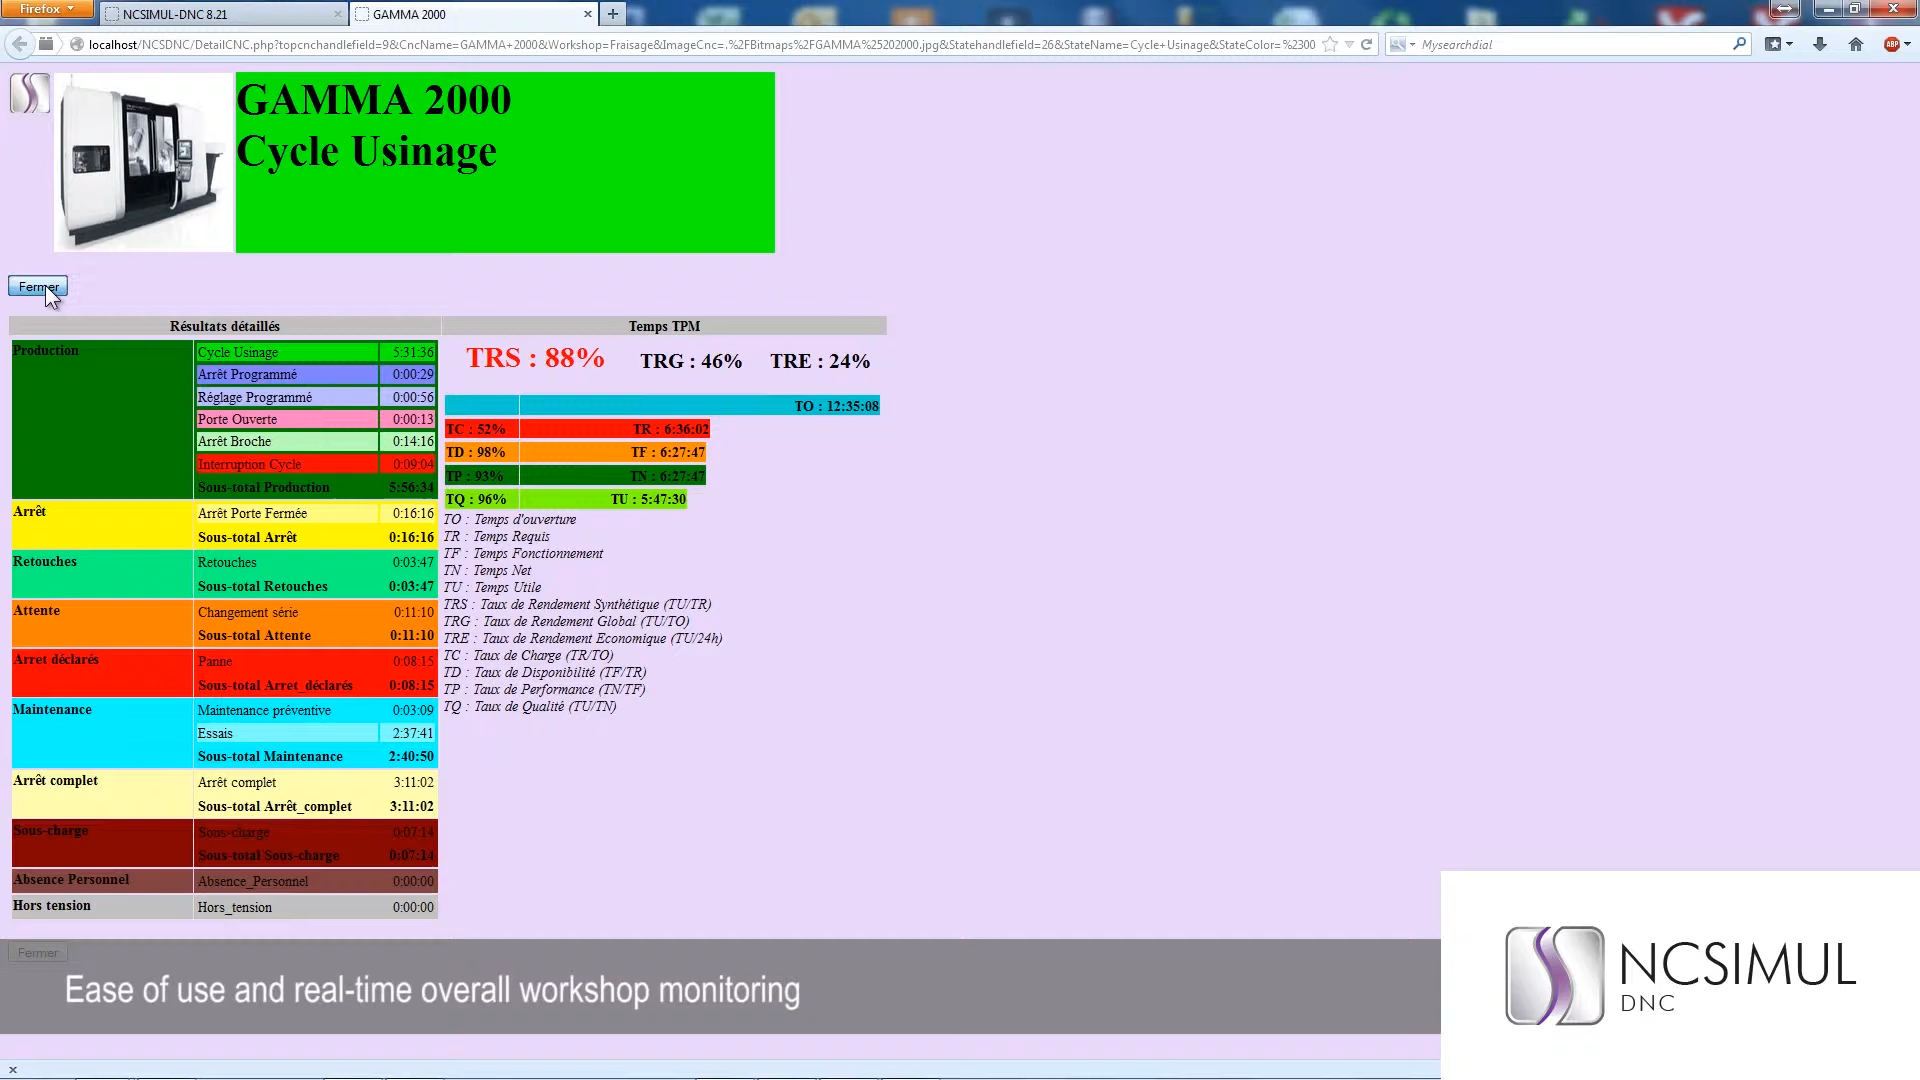 Firefox
NCSIMUL-DNC 8.21
GAMMA 2000
localhost/NCSDNC/DetailCNC.php?topcnchandlefield=9&CncName=GAMMA+2000&Workshop=Fraisage&ImageCnc=.%2FBitmaps%2FGAMMA%25202000.jpg&Statehandlefield=26&StateName=Cycle+Usinage&StateColor=%2300
Mysearchdial
ABP
GAMMA 2000
Cycle Usinage
Fermer
Résultats détaillés
Temps TPM
Production
Cycle Usinage 5:31:36
Arrêt Programmé 0:00:29
Réglage Programmé 0:00:56
Porte Ouverte 0:00:13
Arrêt Broche 0:14:16
Interruption Cycle 0:09:04
Sous-total Production 5:56:34
Arrêt
Arrêt Porte Fermée 0:16:16
Sous-total Arrêt 0:16:16
Retouches
Retouches 0:03:47
Sous-total Retouches 0:03:47
Attente
Changement série 0:11:10
Sous-total Attente 0:11:10
Arret déclarés
Panne 0:08:15
Sous-total Arret_déclarés 0:08:15
Maintenance
Maintenance préventive 0:03:09
Essais 2:37:41
Sous-total Maintenance 2:40:50
Arrêt complet
Arrêt complet 3:11:02
Sous-total Arrêt_complet 3:11:02
Sous-charge
Sous-charge 0:07:14
Sous-total Sous-charge 0:07:14
Absence Personnel
Absence_Personnel 0:00:00
Hors tension
Hors_tension 0:00:00
TRS : 88% TRG : 46% TRE : 24%
TO : 12:35:08
TC : 52% TR : 6:36:02
TD : 98% TF : 6:27:47
TP : 93% TN : 6:27:47
TQ : 96% TU : 5:47:30
TO : Temps d'ouverture
TR : Temps Requis
TF : Temps Fonctionnement
TN : Temps Net
TU : Temps Utile
TRS : Taux de Rendement Synthétique (TU/TR)
TRG : Taux de Rendement Global (TU/TO)
TRE : Taux de Rendement Economique (TU/24h)
TC : Taux de Charge (TR/TO)
TD : Taux de Disponibilité (TF/TR)
TP : Taux de Performance (TN/TF)
TQ : Taux de Qualité (TU/TN)
Fermer
Ease of use and real-time overall workshop monitoring
NCSIMUL
DNC